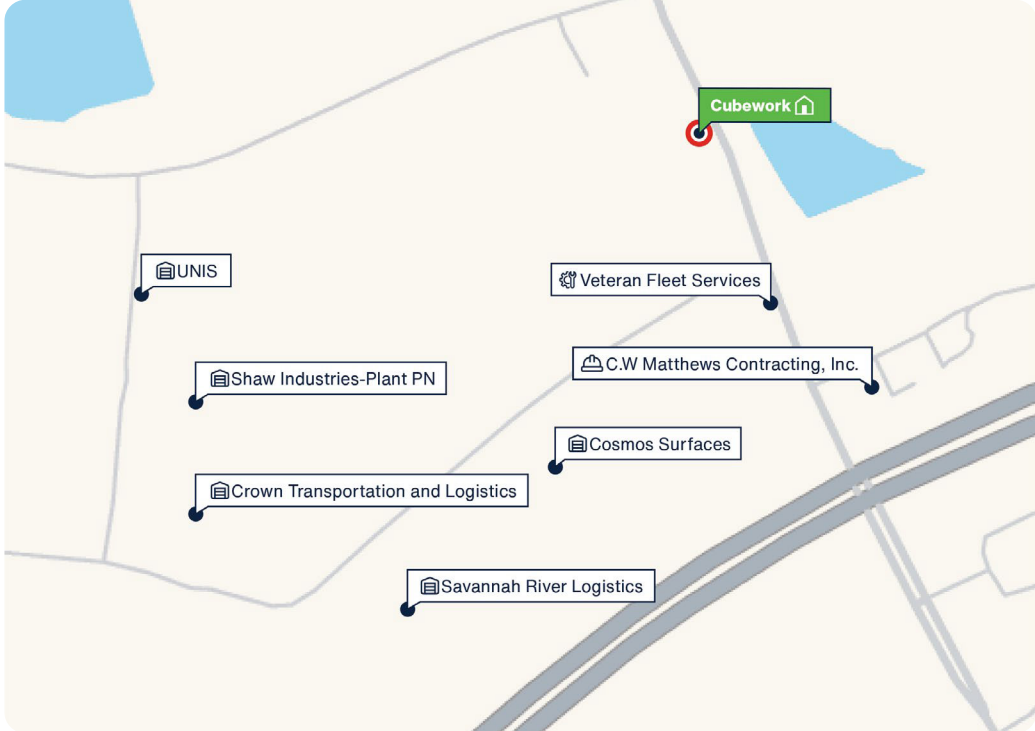 Cubework
UNIS
Veteran Fleet Services
C.W Matthews Contracting, Inc.
Shaw Industries-Plant PN
Cosmos Surfaces
Crown Transportation and Logistics
Savannah River Logistics